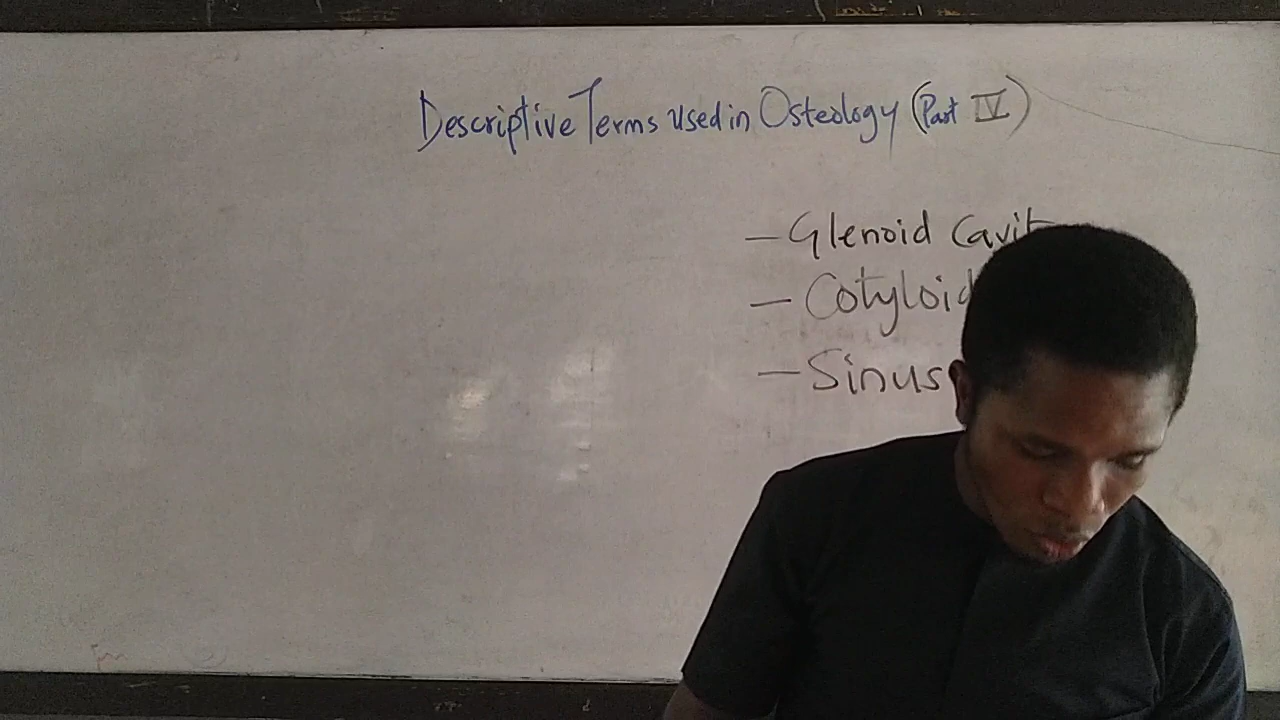 Descriptive Terms Used in Osteology (Part IV)
– Glenoid Cavit
– Cotyloid
– Sinus